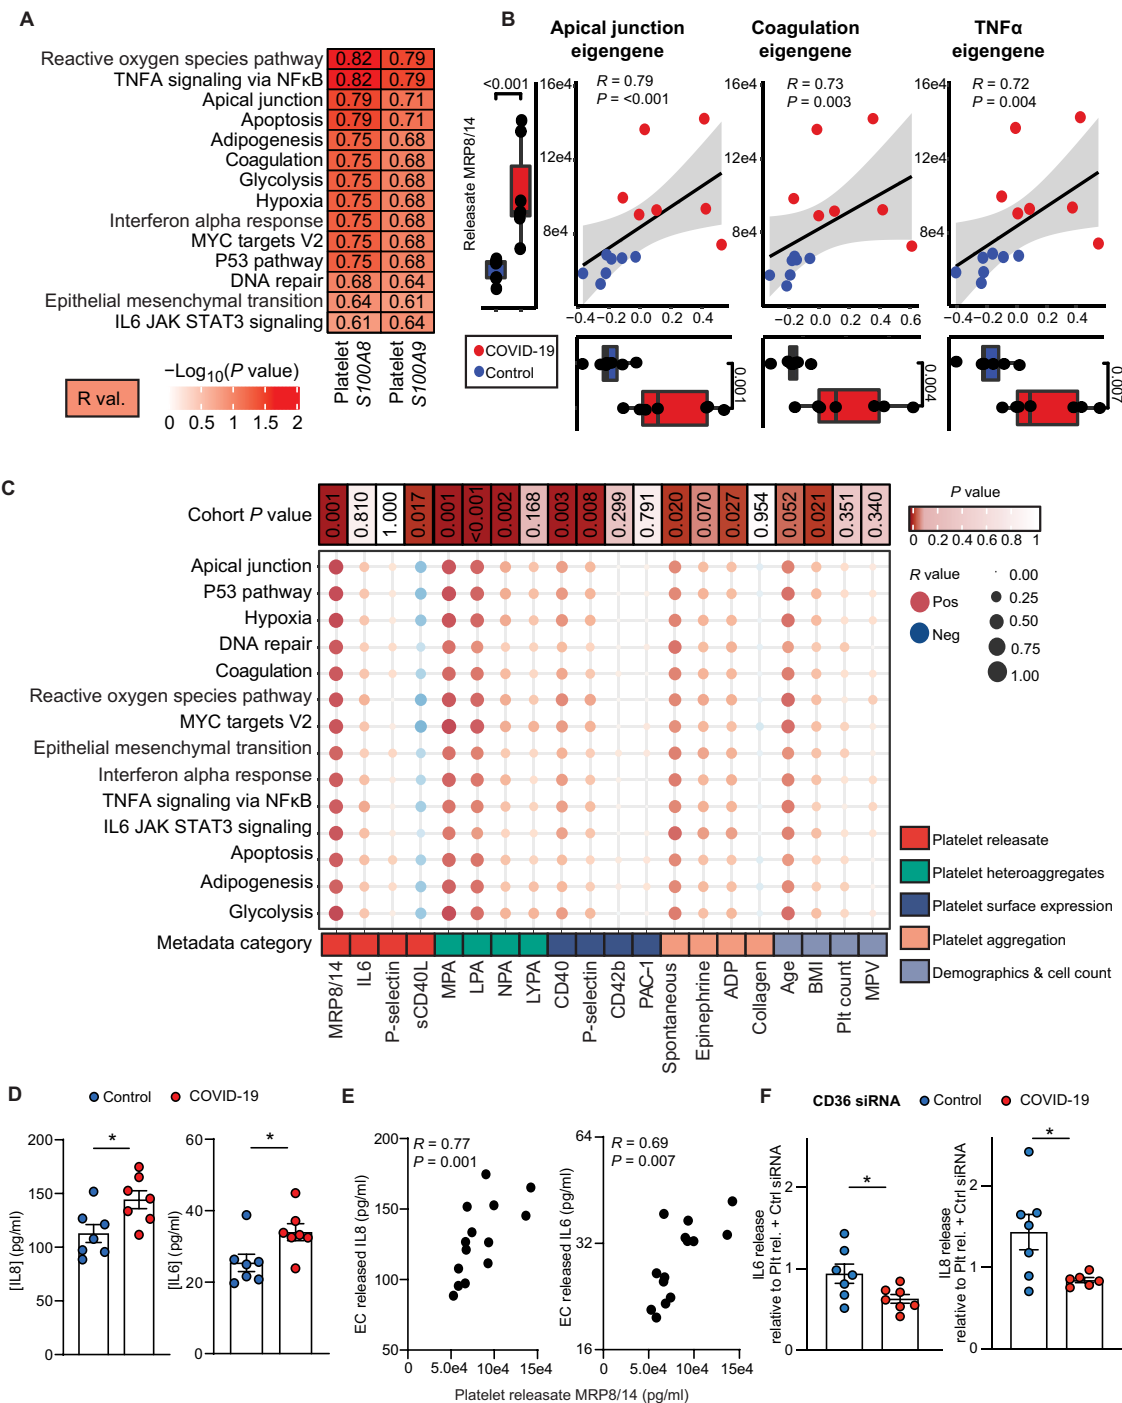 A
Reactive oxygen species pathway 0.82 0.79
TNFA signaling via NFκB 0.82 0.79
Apical junction 0.79 0.71
Apoptosis 0.79 0.71
Adipogenesis 0.75 0.68
Coagulation 0.75 0.68
Glycolysis 0.75 0.68
Hypoxia 0.75 0.68
Interferon alpha response 0.75 0.68
MYC targets V2 0.75 0.68
P53 pathway 0.75 0.68
DNA repair 0.68 0.64
Epithelial mesenchymal transition 0.64 0.61
IL6 JAK STAT3 signaling 0.61 0.64
Platelet S100A8
Platelet S100A9
R val.
−Log10(P value)
0 0.5 1 1.5 2
B
Apical junction eigengene
Coagulation eigengene
TNFα eigengene
Releasate MRP8/14
<0.001
16e4
12e4
8e4
R = 0.79
P = <0.001
−0.4 −0.2 0.0 0.2 0.4
16e4
12e4
8e4
R = 0.73
P = 0.003
−0.2 0.0 0.2 0.4 0.6
16e4
12e4
8e4
R = 0.72
P = 0.004
−0.4 −0.2 0.0 0.2 0.4
COVID-19
Control
0.001
0.004
0.007
C
Cohort P value
0.001 0.810 1.000 0.017 0.001 <0.001 0.002 0.168 0.003 0.008 0.299 0.791 0.020 0.070 0.027 0.954 0.052 0.021 0.351 0.340
Apical junction
P53 pathway
Hypoxia
DNA repair
Coagulation
Reactive oxygen species pathway
MYC targets V2
Epithelial mesenchymal transition
Interferon alpha response
TNFA signaling via NFκB
IL6 JAK STAT3 signaling
Apoptosis
Adipogenesis
Glycolysis
Metadata category
MRP8/14 IL6 P-selectin sCD40L MPA LPA NPA LYPA CD40 P-selectin CD42b PAC–1 Spontaneous Epinephrine ADP Collagen Age BMI Plt count MPV
P value
0 0.2 0.4 0.6 0.8 1
R value
Pos
Neg
0.00
0.25
0.50
0.75
1.00
Platelet releasate
Platelet heteroaggregates
Platelet surface expression
Platelet aggregation
Demographics & cell count
D
Control COVID-19
[IL8] (pg/ml)
200
150
100
50
0
*
[IL6] (pg/ml)
60
40
20
0
*
E
EC released IL8 (pg/ml)
200
150
100
50
R = 0.77
P = 0.001
0 5.0e4 10e4 15e4
EC released IL6 (pg/ml)
64
32
16
R = 0.69
P = 0.007
0 5.0e4 10e4 15e4
Platelet releasate MRP8/14 (pg/ml)
F
CD36 siRNA Control COVID-19
IL6 release
relative to Plt rel. + Ctrl siRNA
2
1
0
*
IL8 release
relative to Plt rel. + Ctrl siRNA
2
1
0
*